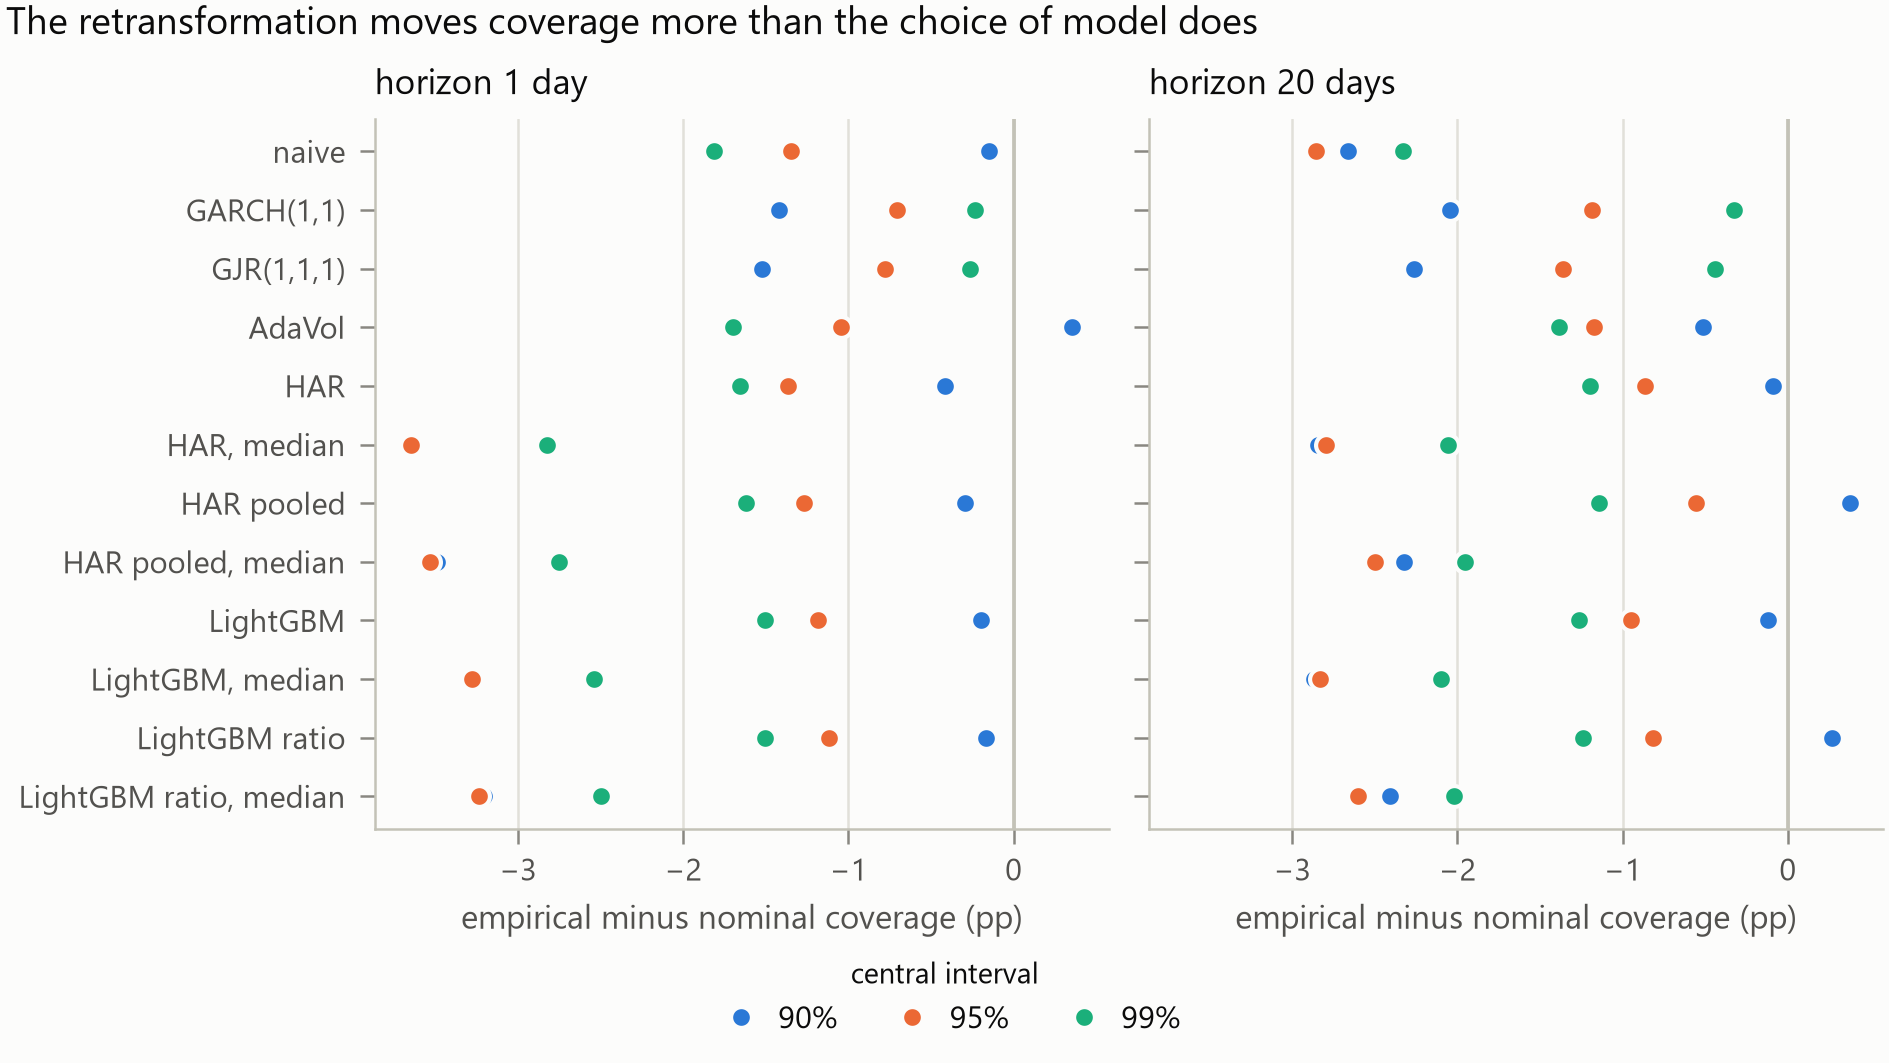 The retransformation moves coverage more than the choice of model does
horizon 1 day
horizon 20 days
naive
GARCH(1,1)
GJR(1,1,1)
AdaVol
HAR
HAR, median
HAR pooled
HAR pooled, median
LightGBM
LightGBM, median
LightGBM ratio
LightGBM ratio, median
−3 −2 −1 0
−3 −2 −1 0
empirical minus nominal coverage (pp)
empirical minus nominal coverage (pp)
central interval
90% 95% 99%